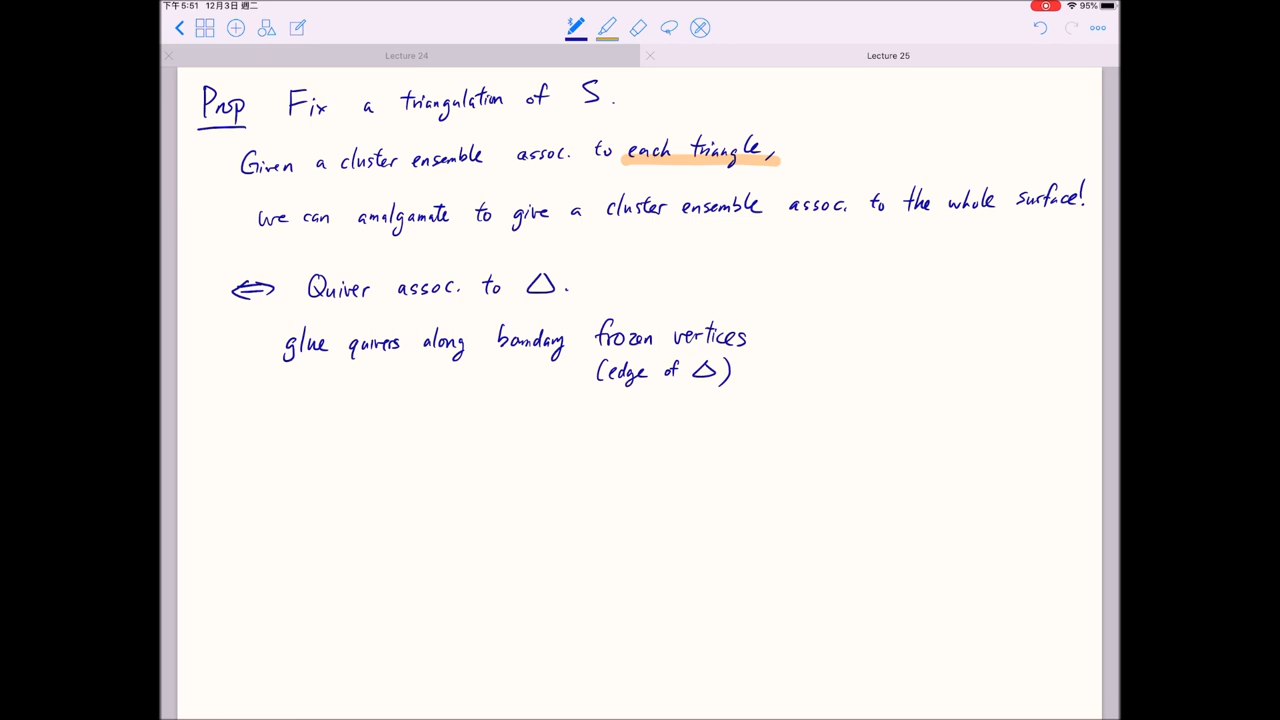 下午5:51 12月3日 週二
95%
Lecture 24
Lecture 25
Prop Fix a triangulation of S.
Given a cluster ensemble assoc. to each triangle,
we can amalgamate to give a cluster ensemble assoc. to the whole surface!
⟺ Quiver assoc. to △.
glue quivers along boundary frozen vertices
(edge of △)